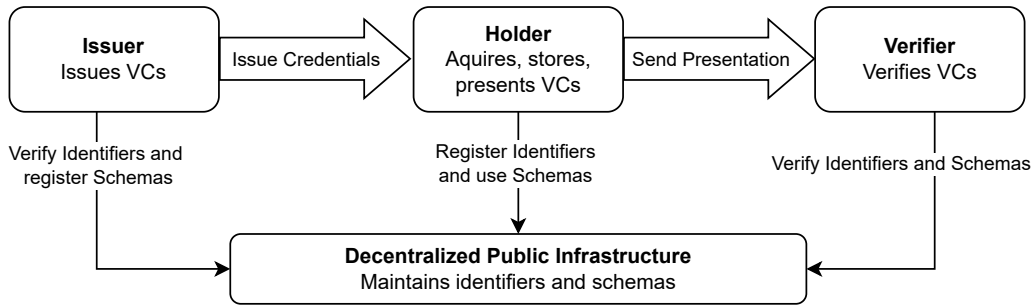 Issuer
Issues VCs
Issue Credentials
Holder
Aquires, stores,
presents VCs
Send Presentation
Verifier
Verifies VCs
Verify Identifiers and
register Schemas
Register Identifiers
and use Schemas
Verify Identifiers and Schemas
Decentralized Public Infrastructure
Maintains identifiers and schemas